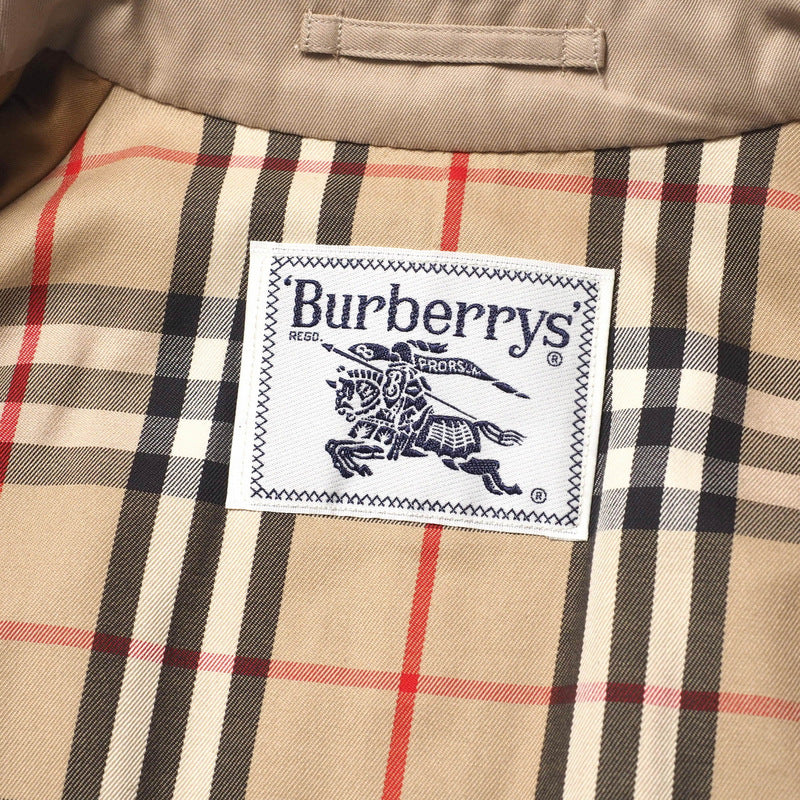 'Burberrys'
REGD. ®
B PRORSUM
®